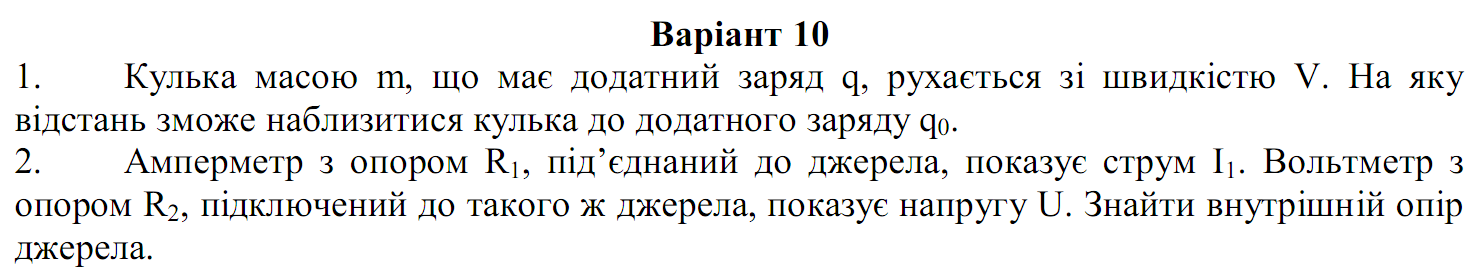 Варіант 10
1. Кулька масою m, що має додатний заряд q, рухається зі швидкістю V. На яку
відстань зможе наблизитися кулька до додатного заряду q₀.
2. Амперметр з опором R₁, під’єднаний до джерела, показує струм I₁. Вольтметр з
опором R₂, підключений до такого ж джерела, показує напругу U. Знайти внутрішній опір
джерела.